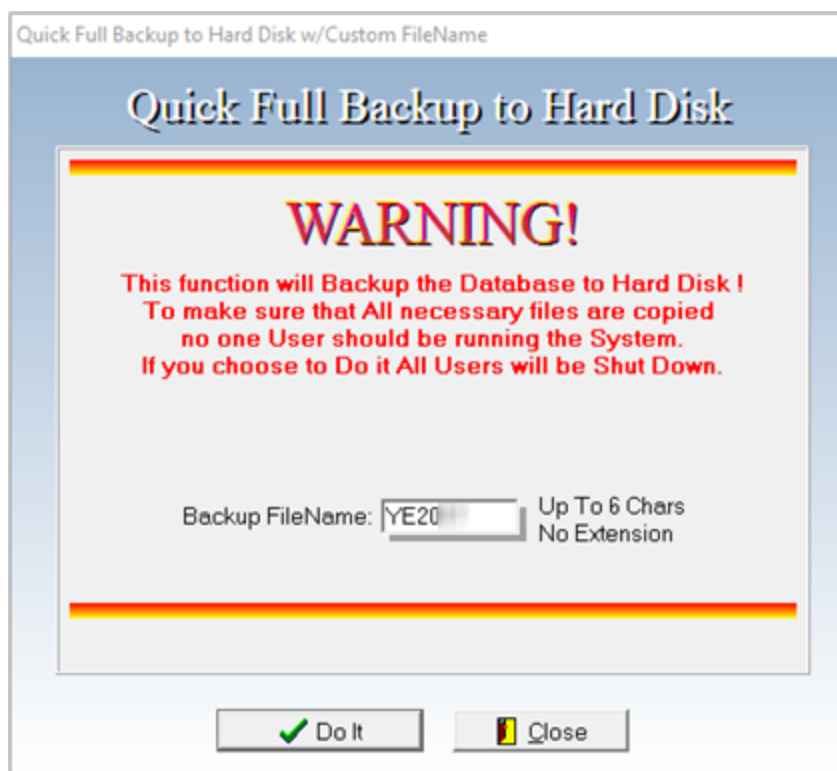 Quick Full Backup to Hard Disk w/Custom FileName
Quick Full Backup to Hard Disk
WARNING!
This function will Backup the Database to Hard Disk !
To make sure that All necessary files are copied
no one User should be running the System.
If you choose to Do it All Users will be Shut Down.
Backup FileName: YE20
Up To 6 Chars
No Extension
Do It
Close